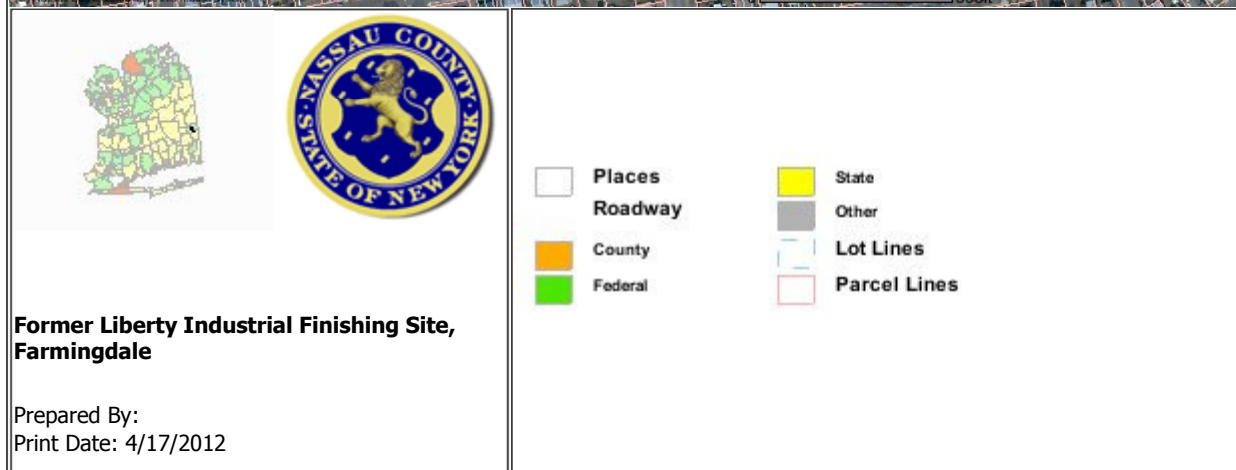 NASSAU COUNTY·
STATE OF NEW YORK·
Places
Roadway
County
Federal
State
Other
Lot Lines
Parcel Lines
Former Liberty Industrial Finishing Site,
Farmingdale
Prepared By:
Print Date: 4/17/2012